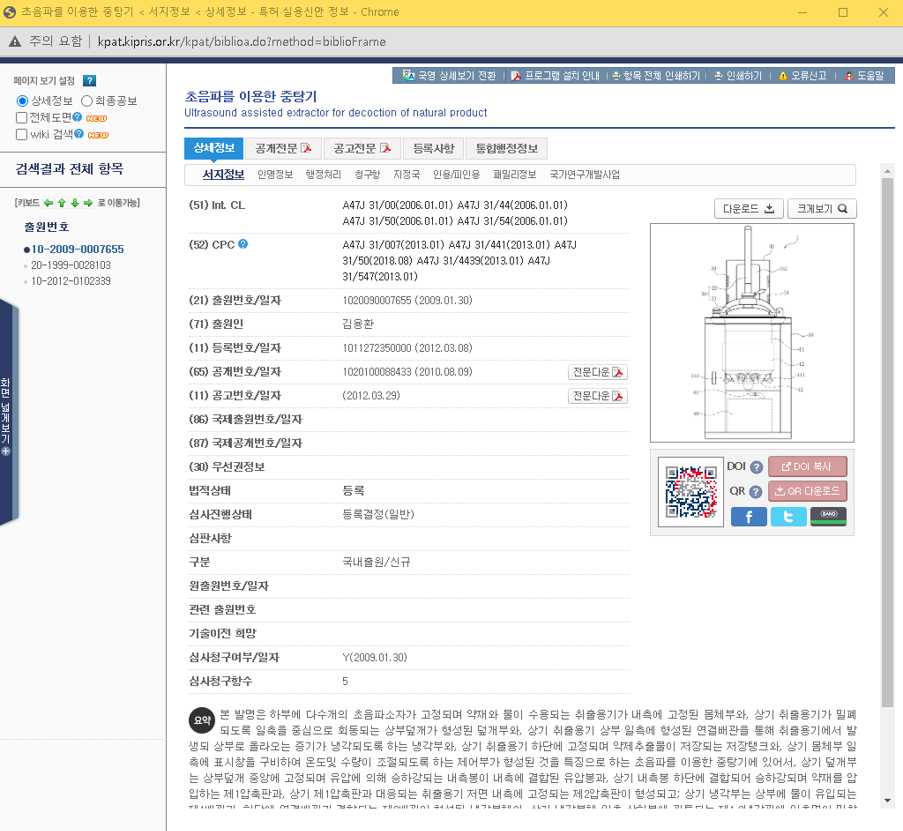 초음파를 이용한 중탕기 < 서지정보 < 상세정보 - 특허·실용신안 정보 - Chrome
주의 요함 | kpat.kipris.or.kr/kpat/biblioa.do?method=biblioFrame
페이지 보기 설정 ?
상세정보 최종공보
전체도면 ? NEW
wiki 검색 ? NEW
검색결과 전체 항목
[키보드 로 이동가능]
출원번호
10-2009-0007655
20-1999-0028103
10-2012-0102339
화면 넓게보기
국영 상세보기 전환 | 프로그램 설치 안내 | 항목 전체 인쇄하기 | 인쇄하기 | 오류신고 | 도움말
초음파를 이용한 중탕기
Ultrasound assisted extractor for decoction of natural product
상세정보 공개전문 공고전문 등록사항 통합행정정보
서지정보 인명정보 행정처리 청구항 지정국 인용/피인용 패밀리정보 국가연구개발사업
(51) Int. CL A47J 31/00(2006.01.01) A47J 31/44(2006.01.01)
A47J 31/50(2006.01.01) A47J 31/54(2006.01.01)
(52) CPC ? A47J 31/007(2013.01) A47J 31/441(2013.01) A47J
31/50(2018.08) A47J 31/4439(2013.01) A47J
31/547(2013.01)
(21) 출원번호/일자 1020090007655 (2009.01.30)
(71) 출원인 김용환
(11) 등록번호/일자 1011272350000 (2012.03.08)
(65) 공개번호/일자 1020100088433 (2010.08.09) 전문다운
(11) 공고번호/일자 (2012.03.29) 전문다운
(86) 국제출원번호/일자
(87) 국제공개번호/일자
(30) 우선권정보
법적상태 등록
심사진행상태 등록결정(일반)
심판사항
구분 국내출원/신규
원출원번호/일자
관련 출원번호
기술이전 희망
심사청구여부/일자 Y(2009.01.30)
심사청구항수 5
다운로드 크게보기
DOI ? DOI 복사
QR ? QR 다운로드
BAND
요약 본 발명은 하부에 다수개의 초음파소자가 고정되며 약재와 물이 수용되는 취출용기가 내측에 고정된 몸체부와, 상기 취출용기가 밀폐
되도록 일축을 중심으로 회동되는 상부덮개가 형성된 덮개부와, 상기 취출용기 상부 일측에 형성된 연결배관을 통해 취출용기에서 발
생되 상부로 올라오는 증기가 냉각되도록 하는 냉각부와, 상기 취출용기 하단에 고정되며 약제추출물이 저장되는 저장탱크와, 상기 몸체부 일
측에 표시창을 구비하여 온도및 수량이 조절되도록 하는 제어부가 형성된 것을 특징으로 하는 초음파를 이용한 중탕기에 있어서, 상기 덮개부
는 상부덮개 중앙에 고정되며 유압에 의해 승하강되는 내측봉이 내측에 결합된 유압봉과, 상기 내측봉 하단에 결합되어 승하강되며 약재를 압
입하는 제1압축판과, 상기 제1압축판과 대응되는 취출용기 저면 내측에 고정되는 제2압축판이 형성되고; 상기 냉각부는 상부에 물이 유입되는